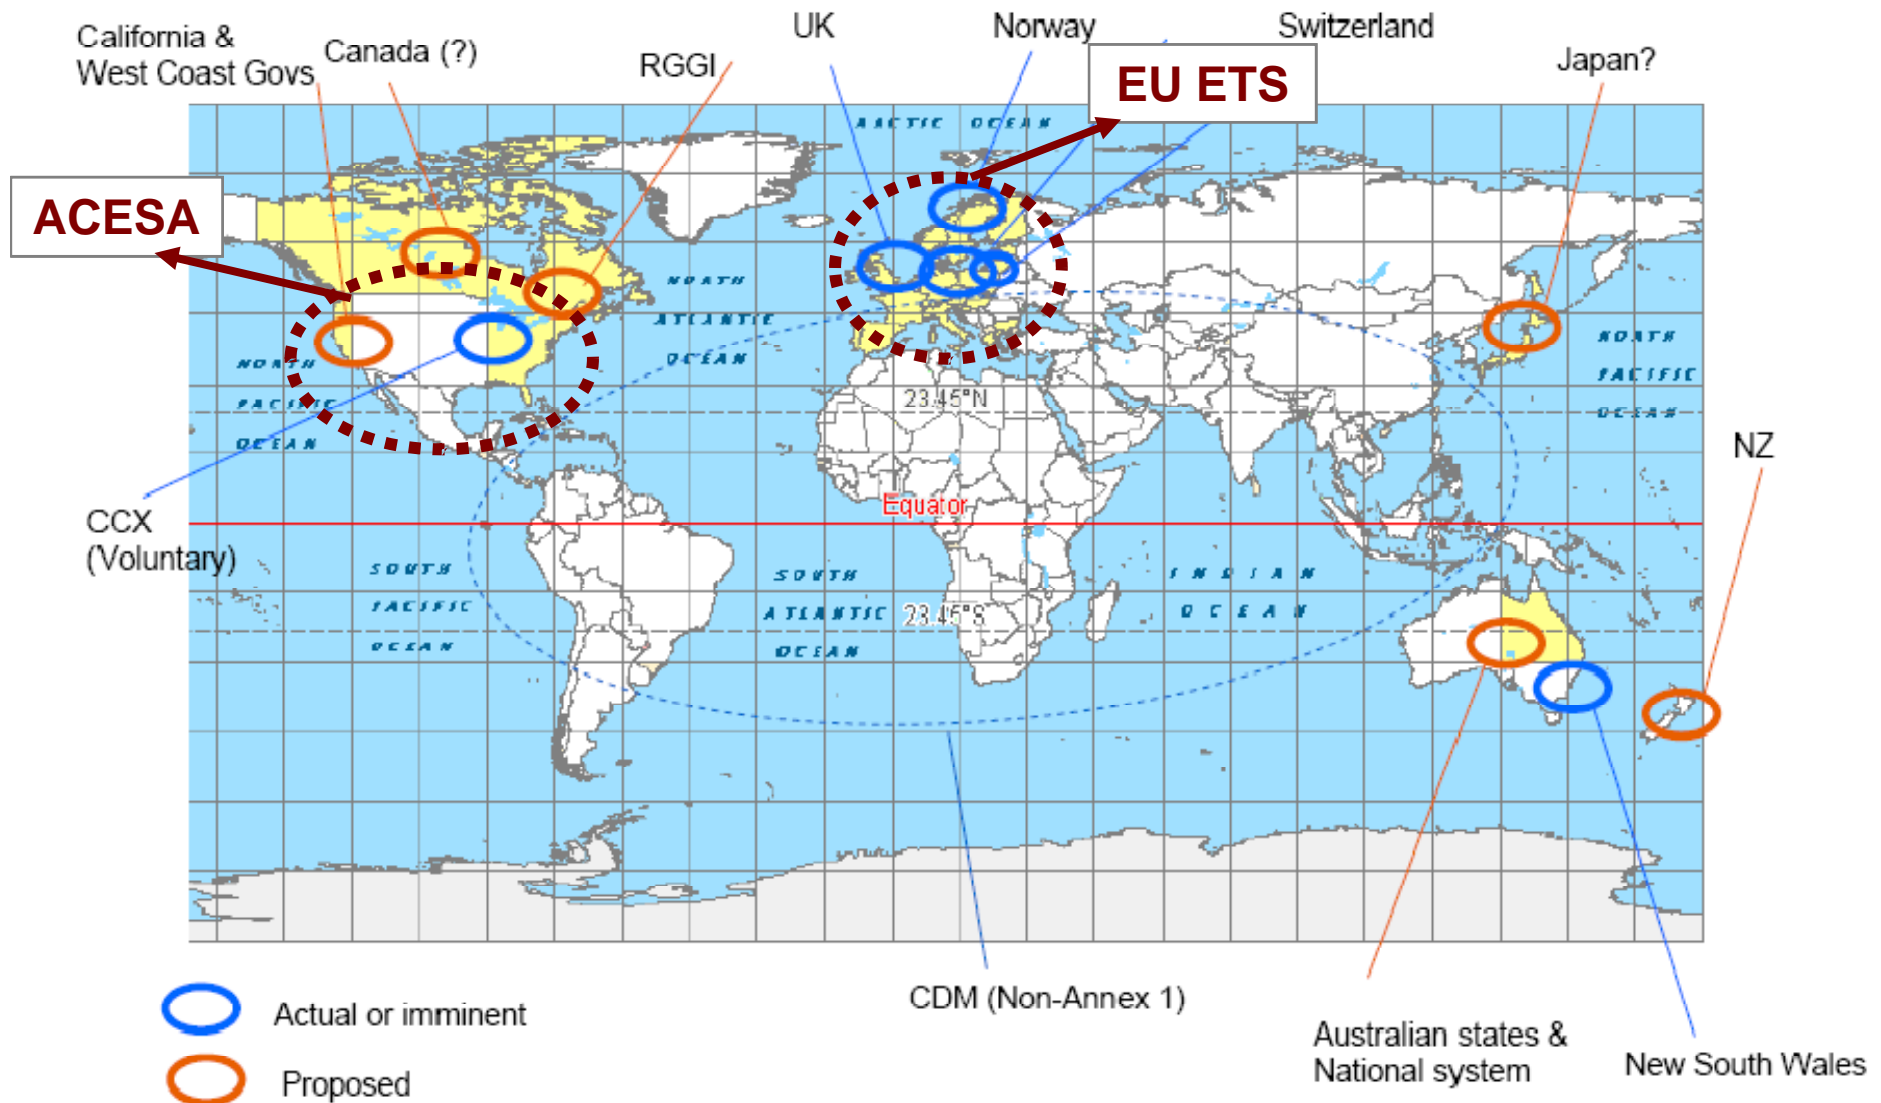 UK
Norway
Switzerland
California &
West Coast Govs
Canada (?)
RGGI
Japan?
EU ETS
AACTIC OCEAN
ACESA
NORTH
ATLANTIC
OCEAN
NORTH
PACIFIC
OCEAN
NORTH
PACIFIC
OCEAN
23.45°N
NZ
Equator
CCX
(Voluntary)
SOUTH
PACIFIC
OCEAN
SOUTH
ATLANTIC
OCEAN
23.45°S
INDIAN
OCEAN
CDM (Non-Annex 1)
Actual or imminent
Proposed
Australian states &
National system
New South Wales